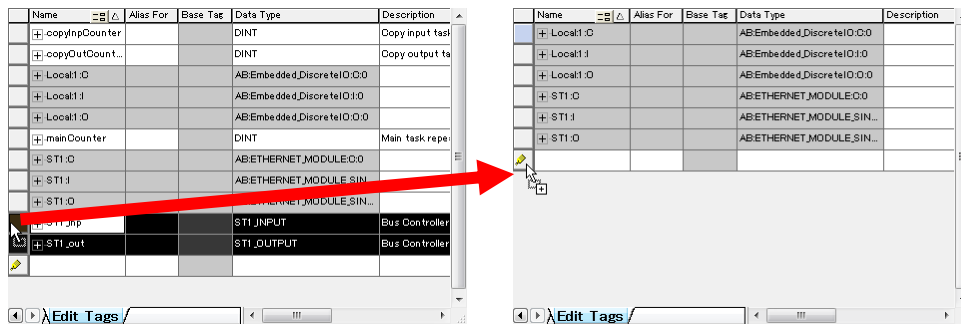 Name Alias For Base Tag Data Type Description
copyInpCounter DINT Copy input tas
copyOutCount... DINT Copy output ta
Local:1:C AB:Embedded_DiscreteIO:C:0
Local:1:I AB:Embedded_DiscreteIO:I:0
Local:1:O AB:Embedded_DiscreteIO:O:0
mainCounter DINT Main task repe
ST1:C AB:ETHERNET_MODULE:C:0
ST1:I AB:ETHERNET_MODULE_SIN...
ST1:O AB:ETHERNET_MODULE_SIN...
ST1_inp ST1_INPUT Bus Controller
ST1_out ST1_OUTPUT Bus Controller
Edit Tags
Name Alias For Base Tag Data Type Description
Local:1:C AB:Embedded_DiscreteIO:C:0
Local:1:I AB:Embedded_DiscreteIO:I:0
Local:1:O AB:Embedded_DiscreteIO:O:0
ST1:C AB:ETHERNET_MODULE:C:0
ST1:I AB:ETHERNET_MODULE_SIN...
ST1:O AB:ETHERNET_MODULE_SIN...
Edit Tags